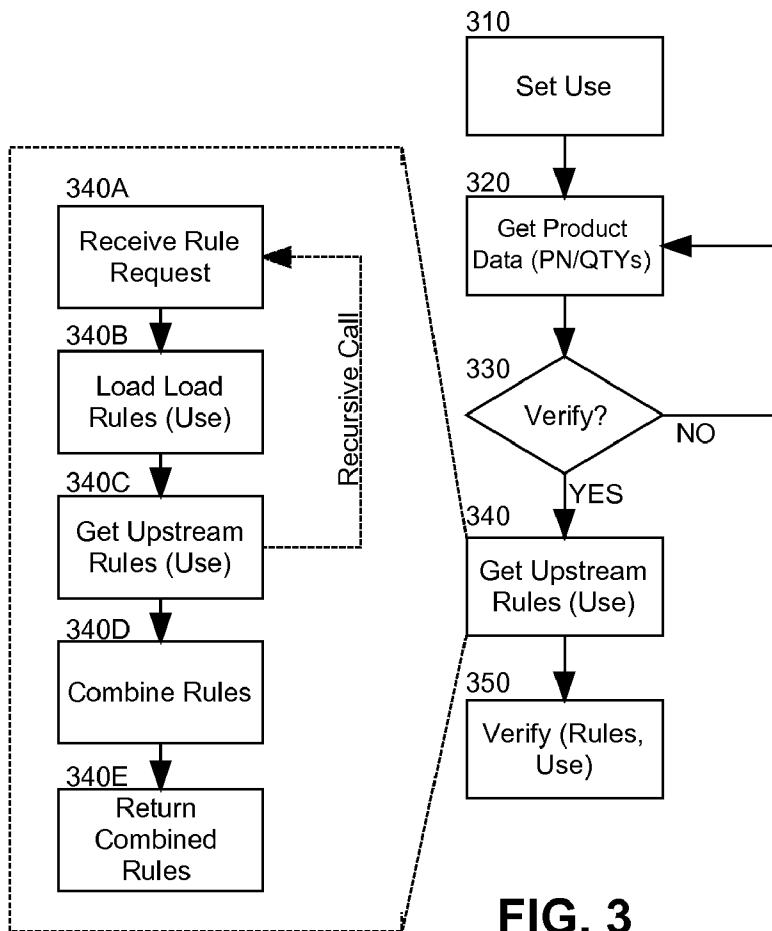 310
Set Use
320
Get Product
Data (PN/QTYs)
330
Verify?
NO
YES
340
Get Upstream
Rules (Use)
350
Verify (Rules,
Use)
340A
Receive Rule
Request
340B
Load Load
Rules (Use)
340C
Get Upstream
Rules (Use)
Recursive Call
340D
Combine Rules
340E
Return
Combined
Rules
FIG. 3